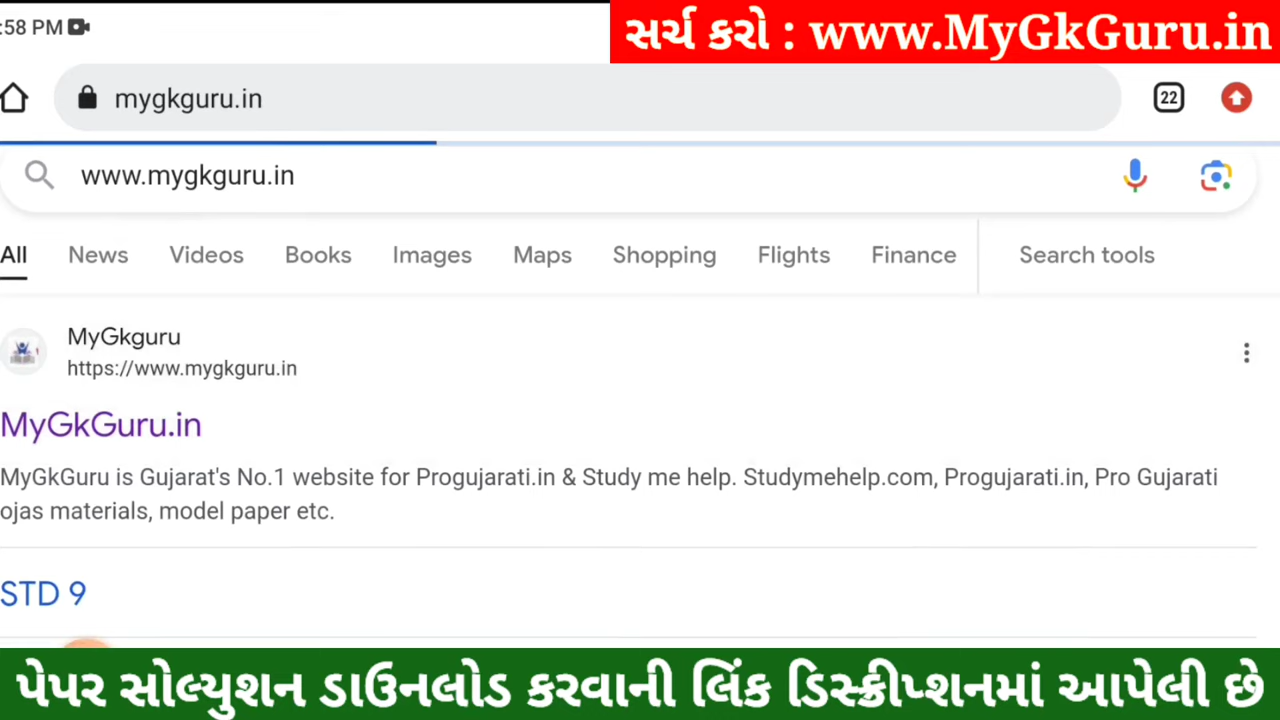 :58 PM
સર્ચ કરો : www.MyGkGuru.in
mygkguru.in
22
www.mygkguru.in
All News Videos Books Images Maps Shopping Flights Finance Search tools
MyGkguru
https://www.mygkguru.in
MyGkGuru.in
MyGkGuru is Gujarat's No.1 website for Progujarati.in & Study me help. Studymehelp.com, Progujarati.in, Pro Gujarati
ojas materials, model paper etc.
STD 9
પેપર સોલ્યુશન ડાઉનલોડ કરવાની લિંક ડિસ્ક્રીપ્શનમાં આપેલી છે